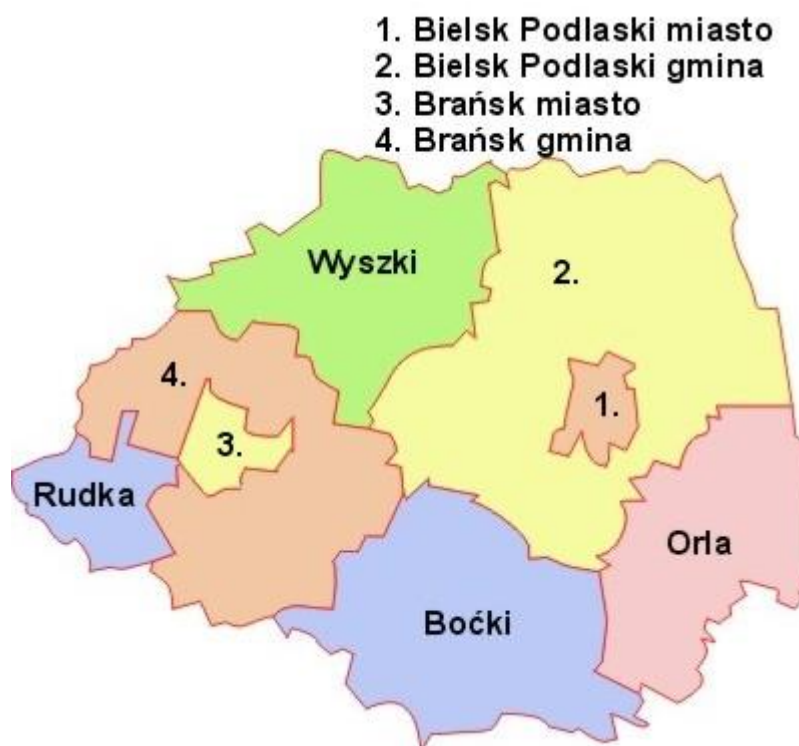 1. Bielsk Podlaski miasto
2. Bielsk Podlaski gmina
3. Brańsk miasto
4. Brańsk gmina
Wyszki
2.
4.
1.
3.
Rudka
Orla
Boćki